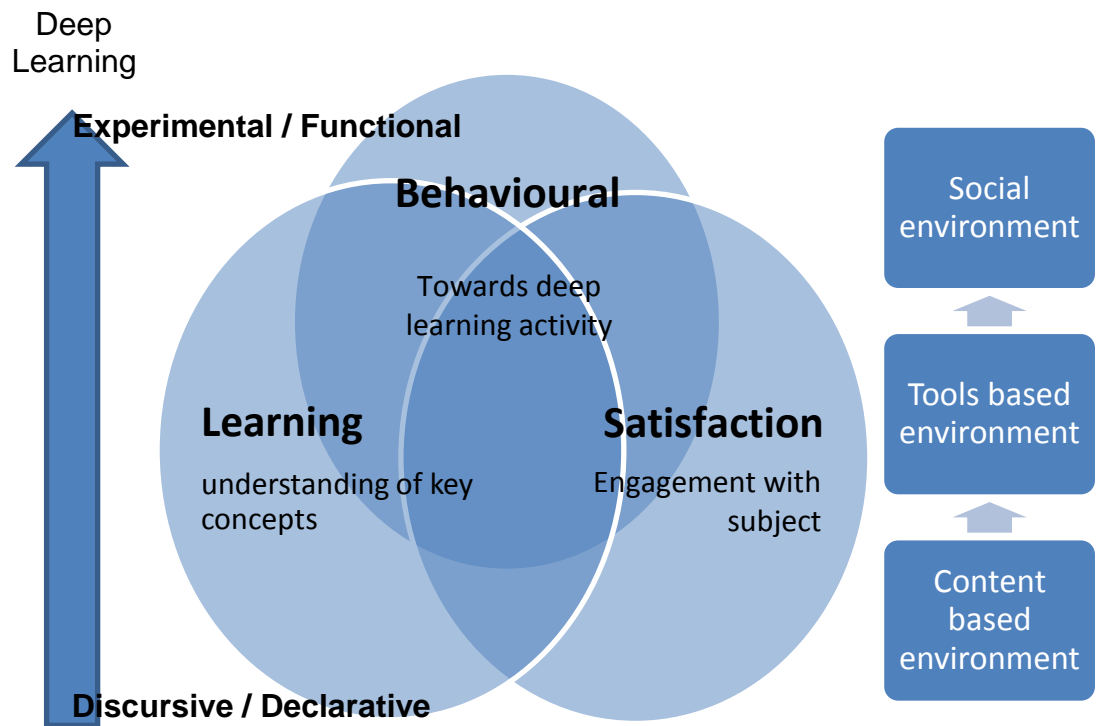 Deep
Learning
Experimental / Functional
Behavioural
Towards deep
learning activity
Learning
understanding of key
concepts
Satisfaction
Engagement with
subject
Discursive / Declarative
Social
environment
Tools based
environment
Content
based
environment